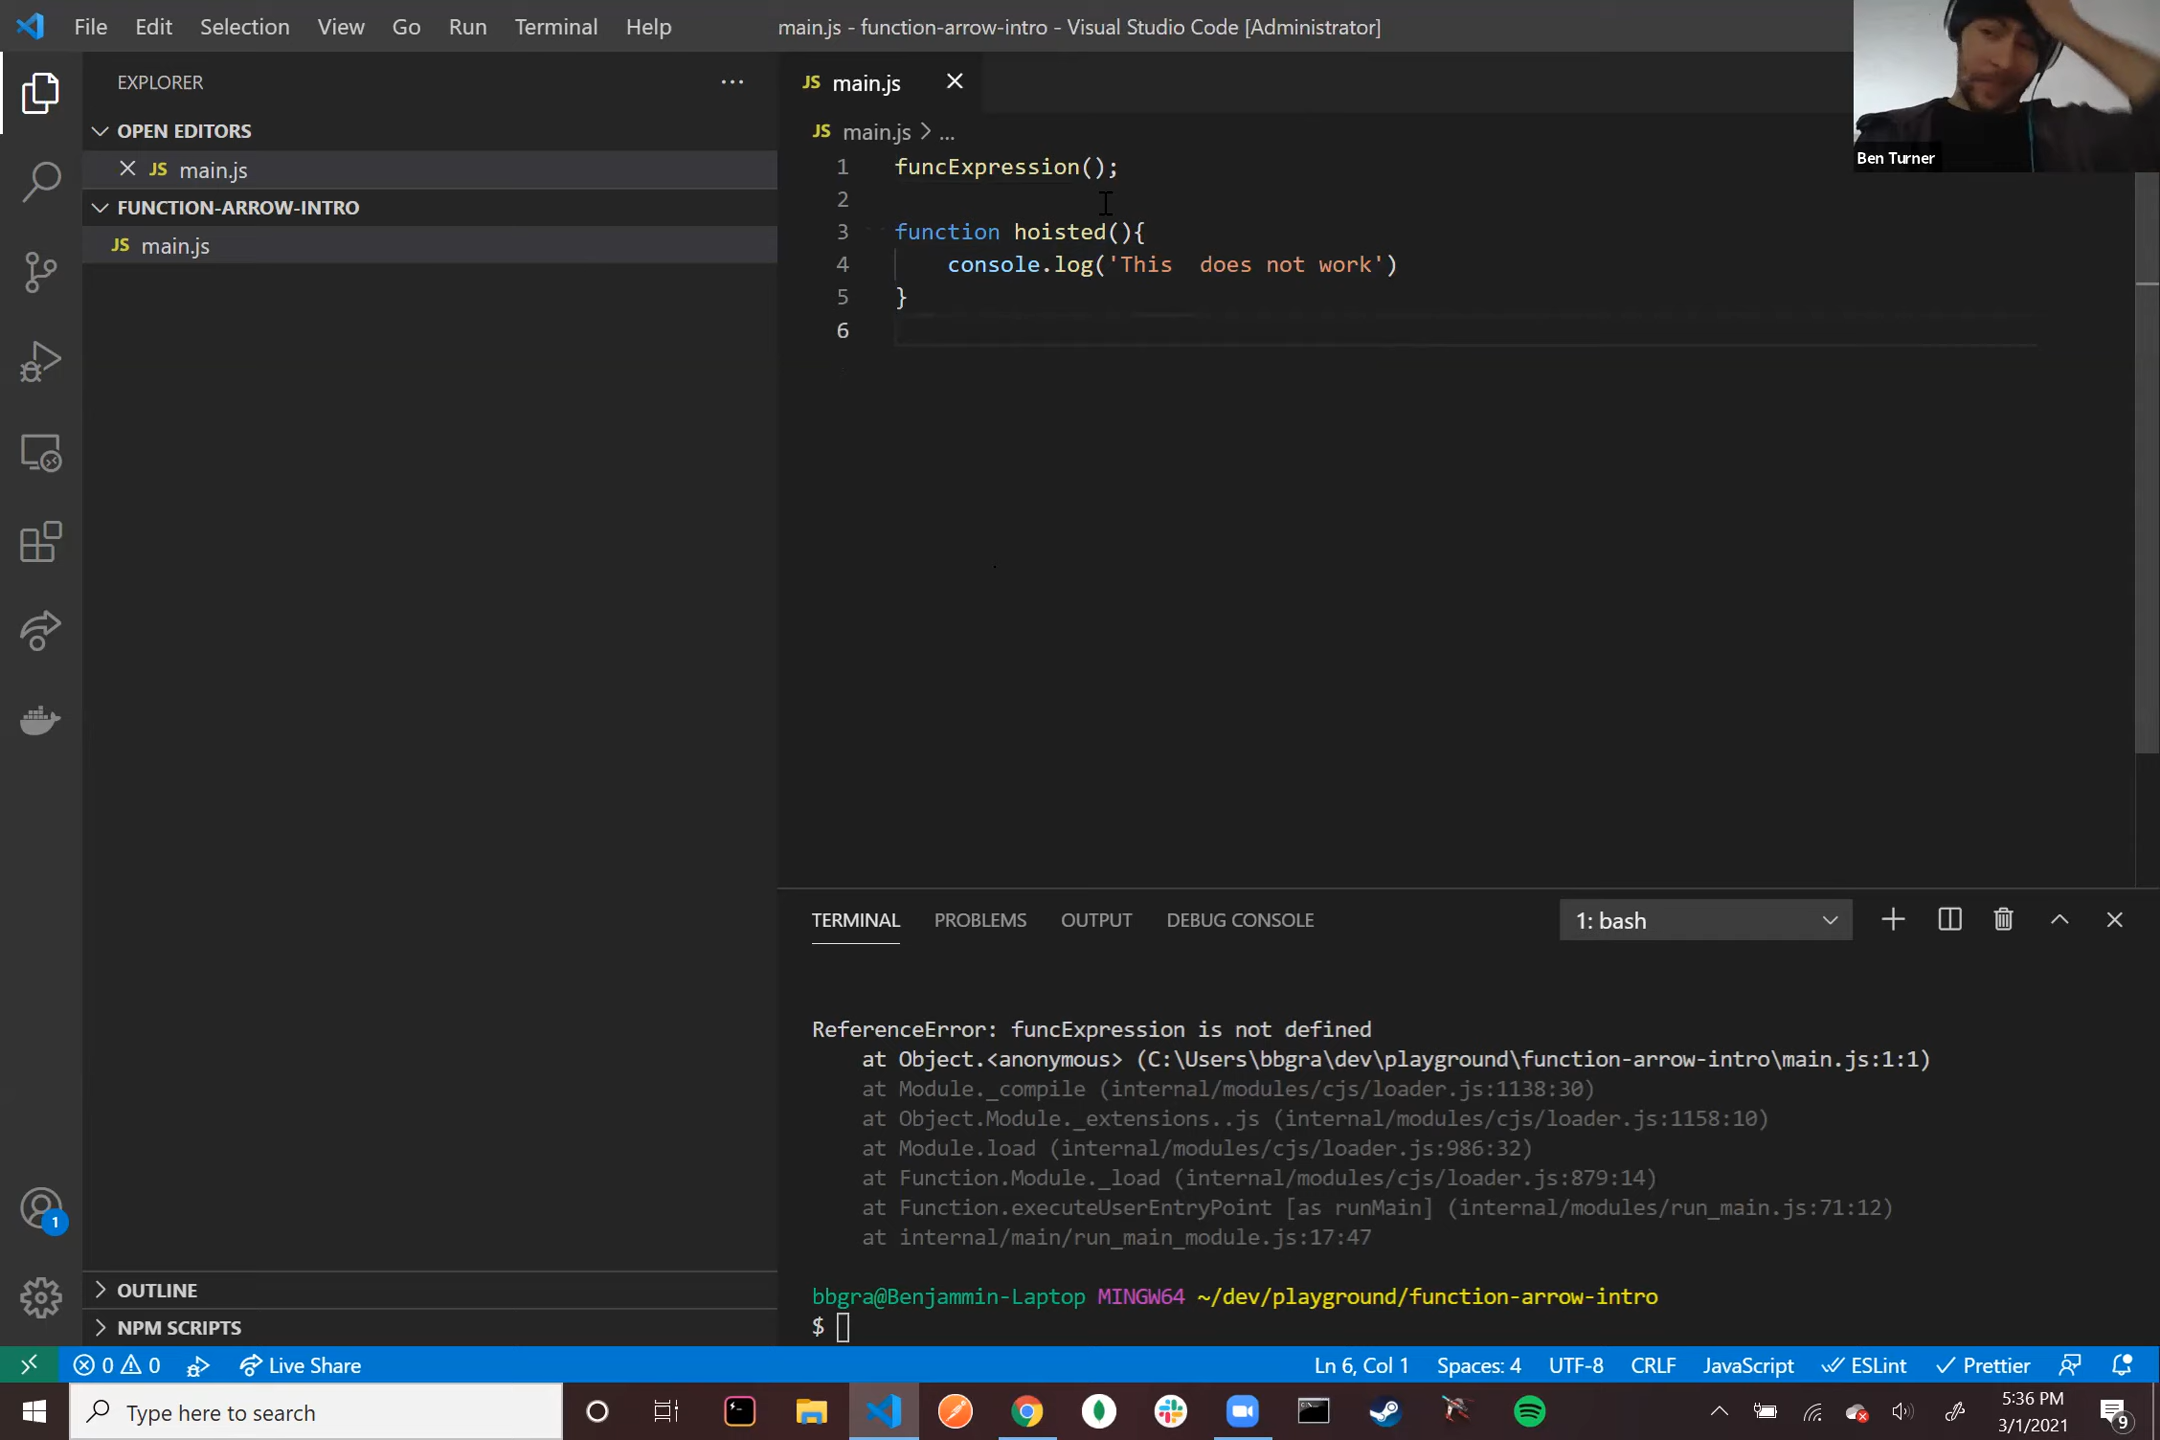 File Edit Selection View Go Run Terminal Help
main.js - function-arrow-intro - Visual Studio Code [Administrator]
Ben Turner
EXPLORER
OPEN EDITORS
JS main.js
FUNCTION-ARROW-INTRO
JS main.js
OUTLINE
NPM SCRIPTS
JS main.js
JS main.js > ...
1 funcExpression();
2
3 function hoisted(){
4 console.log('This  does not work')
5 }
6
TERMINAL PROBLEMS OUTPUT DEBUG CONSOLE 1: bash
ReferenceError: funcExpression is not defined
at Object.<anonymous> (C:\Users\bbgra\dev\playground\function-arrow-intro\main.js:1:1)
at Module._compile (internal/modules/cjs/loader.js:1138:30)
at Object.Module._extensions..js (internal/modules/cjs/loader.js:1158:10)
at Module.load (internal/modules/cjs/loader.js:986:32)
at Function.Module._load (internal/modules/cjs/loader.js:879:14)
at Function.executeUserEntryPoint [as runMain] (internal/modules/run_main.js:71:12)
at internal/main/run_main_module.js:17:47
bbgra@Benjammin-Laptop MINGW64 ~/dev/playground/function-arrow-intro
$
1
0 0 Live Share Ln 6, Col 1 Spaces: 4 UTF-8 CRLF JavaScript ESLint Prettier
Type here to search
5:36 PM
3/1/2021
9